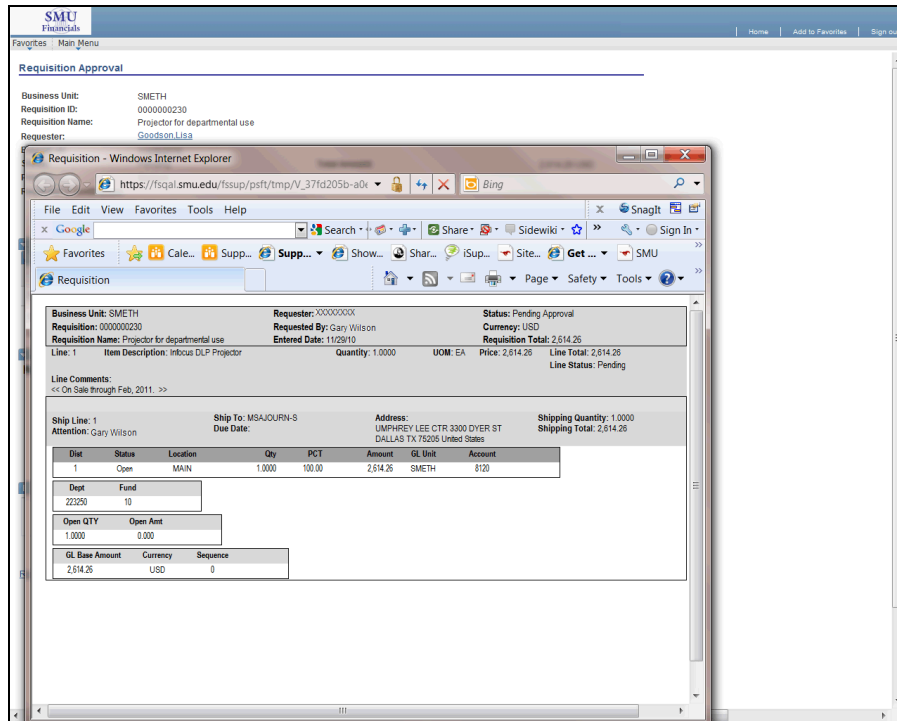 SMU
Financials
Home | Add to Favorites | Sign ou
Favorites Main Menu
Requisition Approval
Business Unit: SMETH
Requisition ID: 0000000230
Requisition Name: Projector for departmental use
Requester: Goodson,Lisa
Requisition - Windows Internet Explorer
https://fsqal.smu.edu/fssup/psft/tmp/V_37fd205b-a0 Bing
File Edit View Favorites Tools Help x SnagIt
x Google Search Share Sidewiki » Sign In
Favorites Cale... Supp... Supp... Show... Shar... iSup... Site... Get ... SMU »
Requisition Page Safety Tools »
Business Unit: SMETH Requester: XXXXXXXX Status: Pending Approval
Requisition: 0000000230 Requested By: Gary Wilson Currency: USD
Requisition Name: Projector for departmental use Entered Date: 11/29/10 Requisition Total: 2,614.26
Line: 1 Item Description: Infocus DLP Projector Quantity: 1.0000 UOM: EA Price: 2,614.26 Line Total: 2,614.26
Line Status: Pending
Line Comments:
<< On Sale through Feb, 2011. >>
Ship Line: 1 Ship To: MSAJOURN-S Address: Shipping Quantity: 1.0000
Attention: Gary Wilson Due Date: UMPHREY LEE CTR 3300 DYER ST Shipping Total: 2,614.26
DALLAS TX 75205 United States
Dist Status Location Qty PCT Amount GL Unit Account
1 Open MAIN 1.0000 100.00 2,614.26 SMETH 8120
Dept Fund
223250 10
Open QTY Open Amt
1.0000 0.000
GL Base Amount Currency Sequence
2,614.26 USD 0